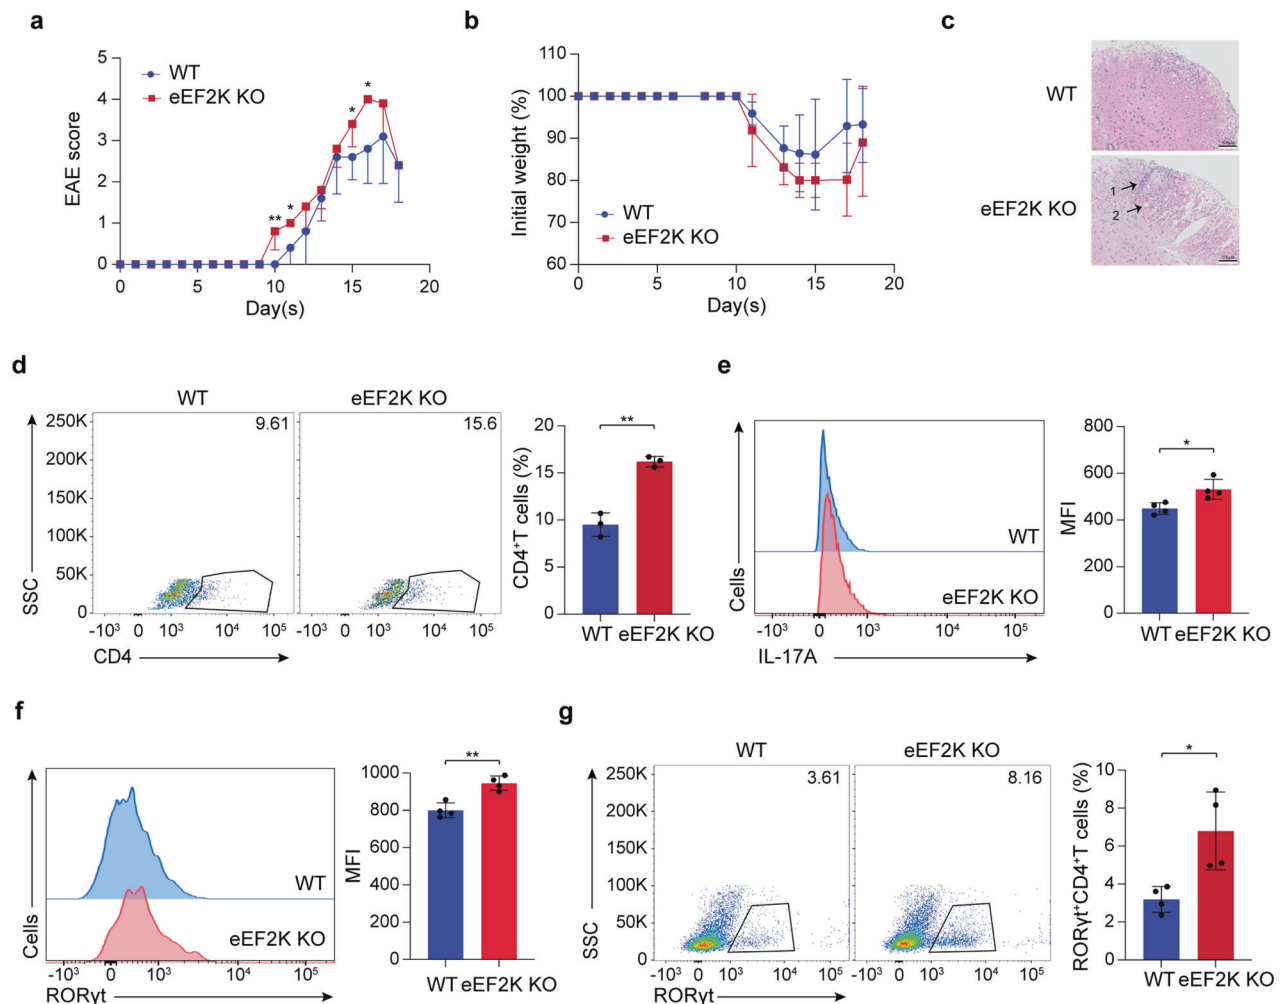 a
b
c
5
4
3
2
1
0
EAE score
WT
eEF2K KO
**
*
*
*
0
5
10
15
20
Day(s)
110
100
90
80
70
60
Initial weight (%)
WT
eEF2K KO
0
5
10
15
20
Day(s)
WT
eEF2K KO
1
2
d
WT
eEF2K KO
250K
200K
150K
100K
50K
0
SSC
9.61
15.6
-10³ 0 10³ 10⁴ 10⁵
-10³ 0 10³ 10⁴ 10⁵
CD4
20
15
10
5
0
CD4⁺T cells (%)
**
WT eEF2K KO
e
Cells
WT
eEF2K KO
-10³ 0 10³ 10⁴ 10⁵
IL-17A
800
600
400
200
0
MFI
*
WT eEF2K KO
f
Cells
WT
eEF2K KO
-10³ 0 10³ 10⁴ 10⁵
RORγt
1000
800
600
400
200
0
MFI
**
WT eEF2K KO
g
WT
eEF2K KO
250K
200K
150K
100K
50K
0
SSC
3.61
8.16
-10³ 0 10³ 10⁴ 10⁵
-10³ 0 10³ 10⁴ 10⁵
RORγt
10
8
6
4
2
0
RORγt⁺CD4⁺T cells (%)
*
WT eEF2K KO